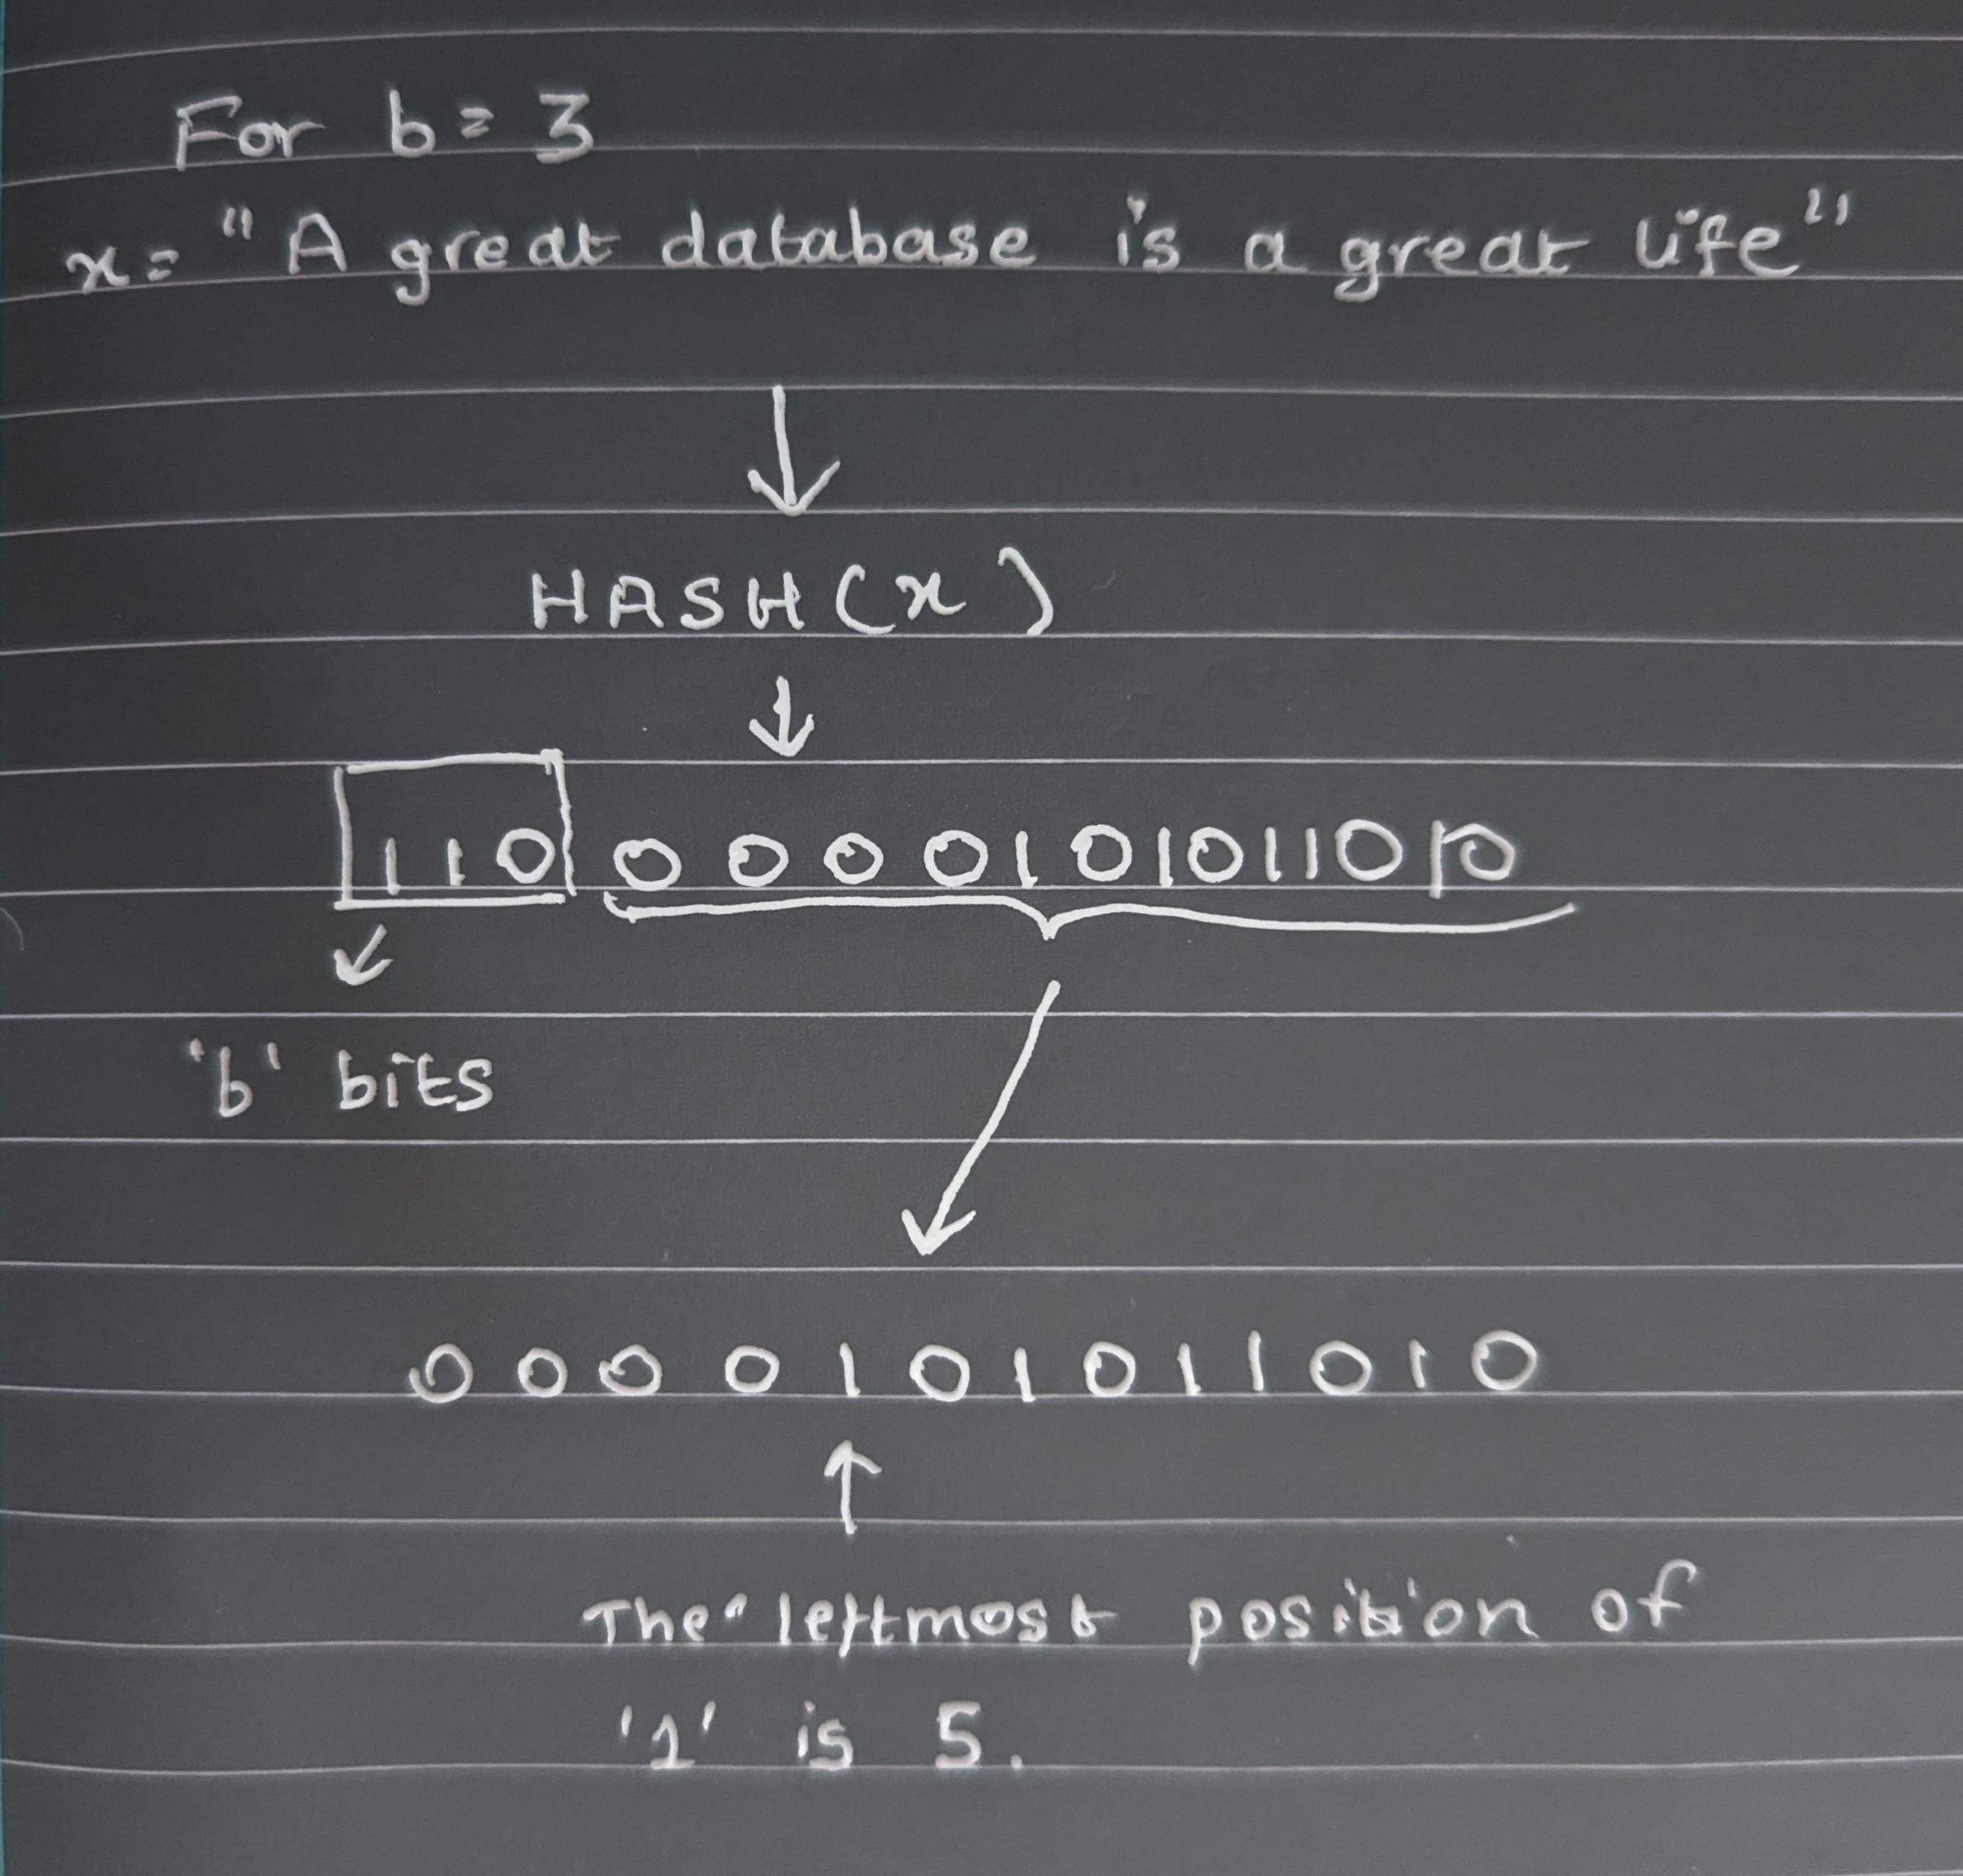 For b = 3
x = "A great database is a great life"
HASH(x)
110 0000101011010
'b' bits
0000101011010
The leftmost position of
'1' is 5.